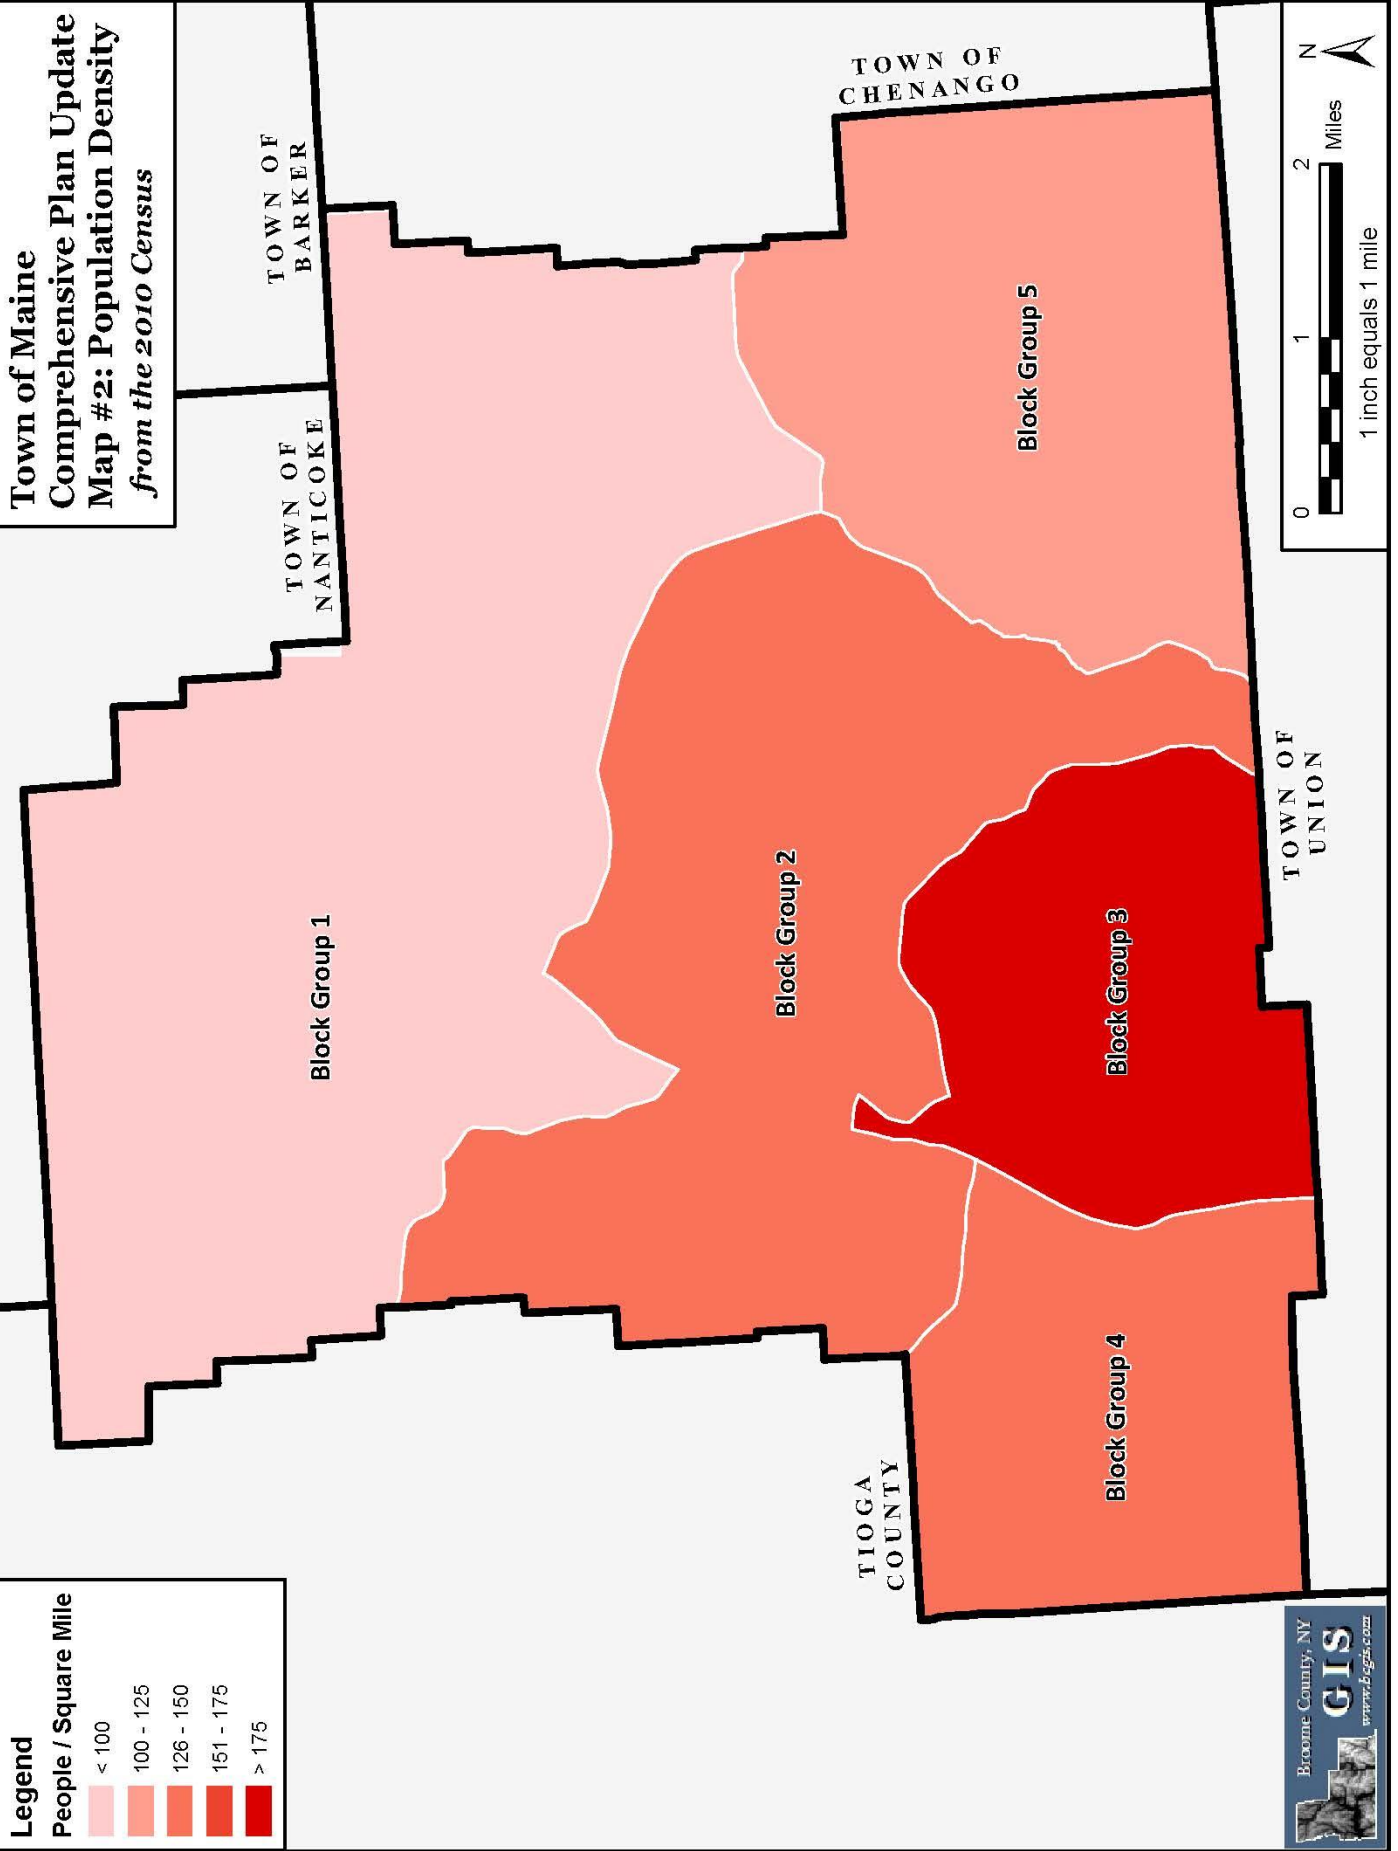 Town of Maine
Comprehensive Plan Update
Map #2: Population Density
from the 2010 Census
Legend
People / Square Mile
< 100
100 - 125
126 - 150
151 - 175
> 175
TOWN OF
NANTICOKE
TOWN OF
BARKER
TOWN OF
CHENANGO
TIOGA
COUNTY
TOWN OF
UNION
Block Group 1
Block Group 2
Block Group 3
Block Group 4
Block Group 5
Broome County, NY
GIS
www.bcgis.com
N
0 1 2
Miles
1 inch equals 1 mile